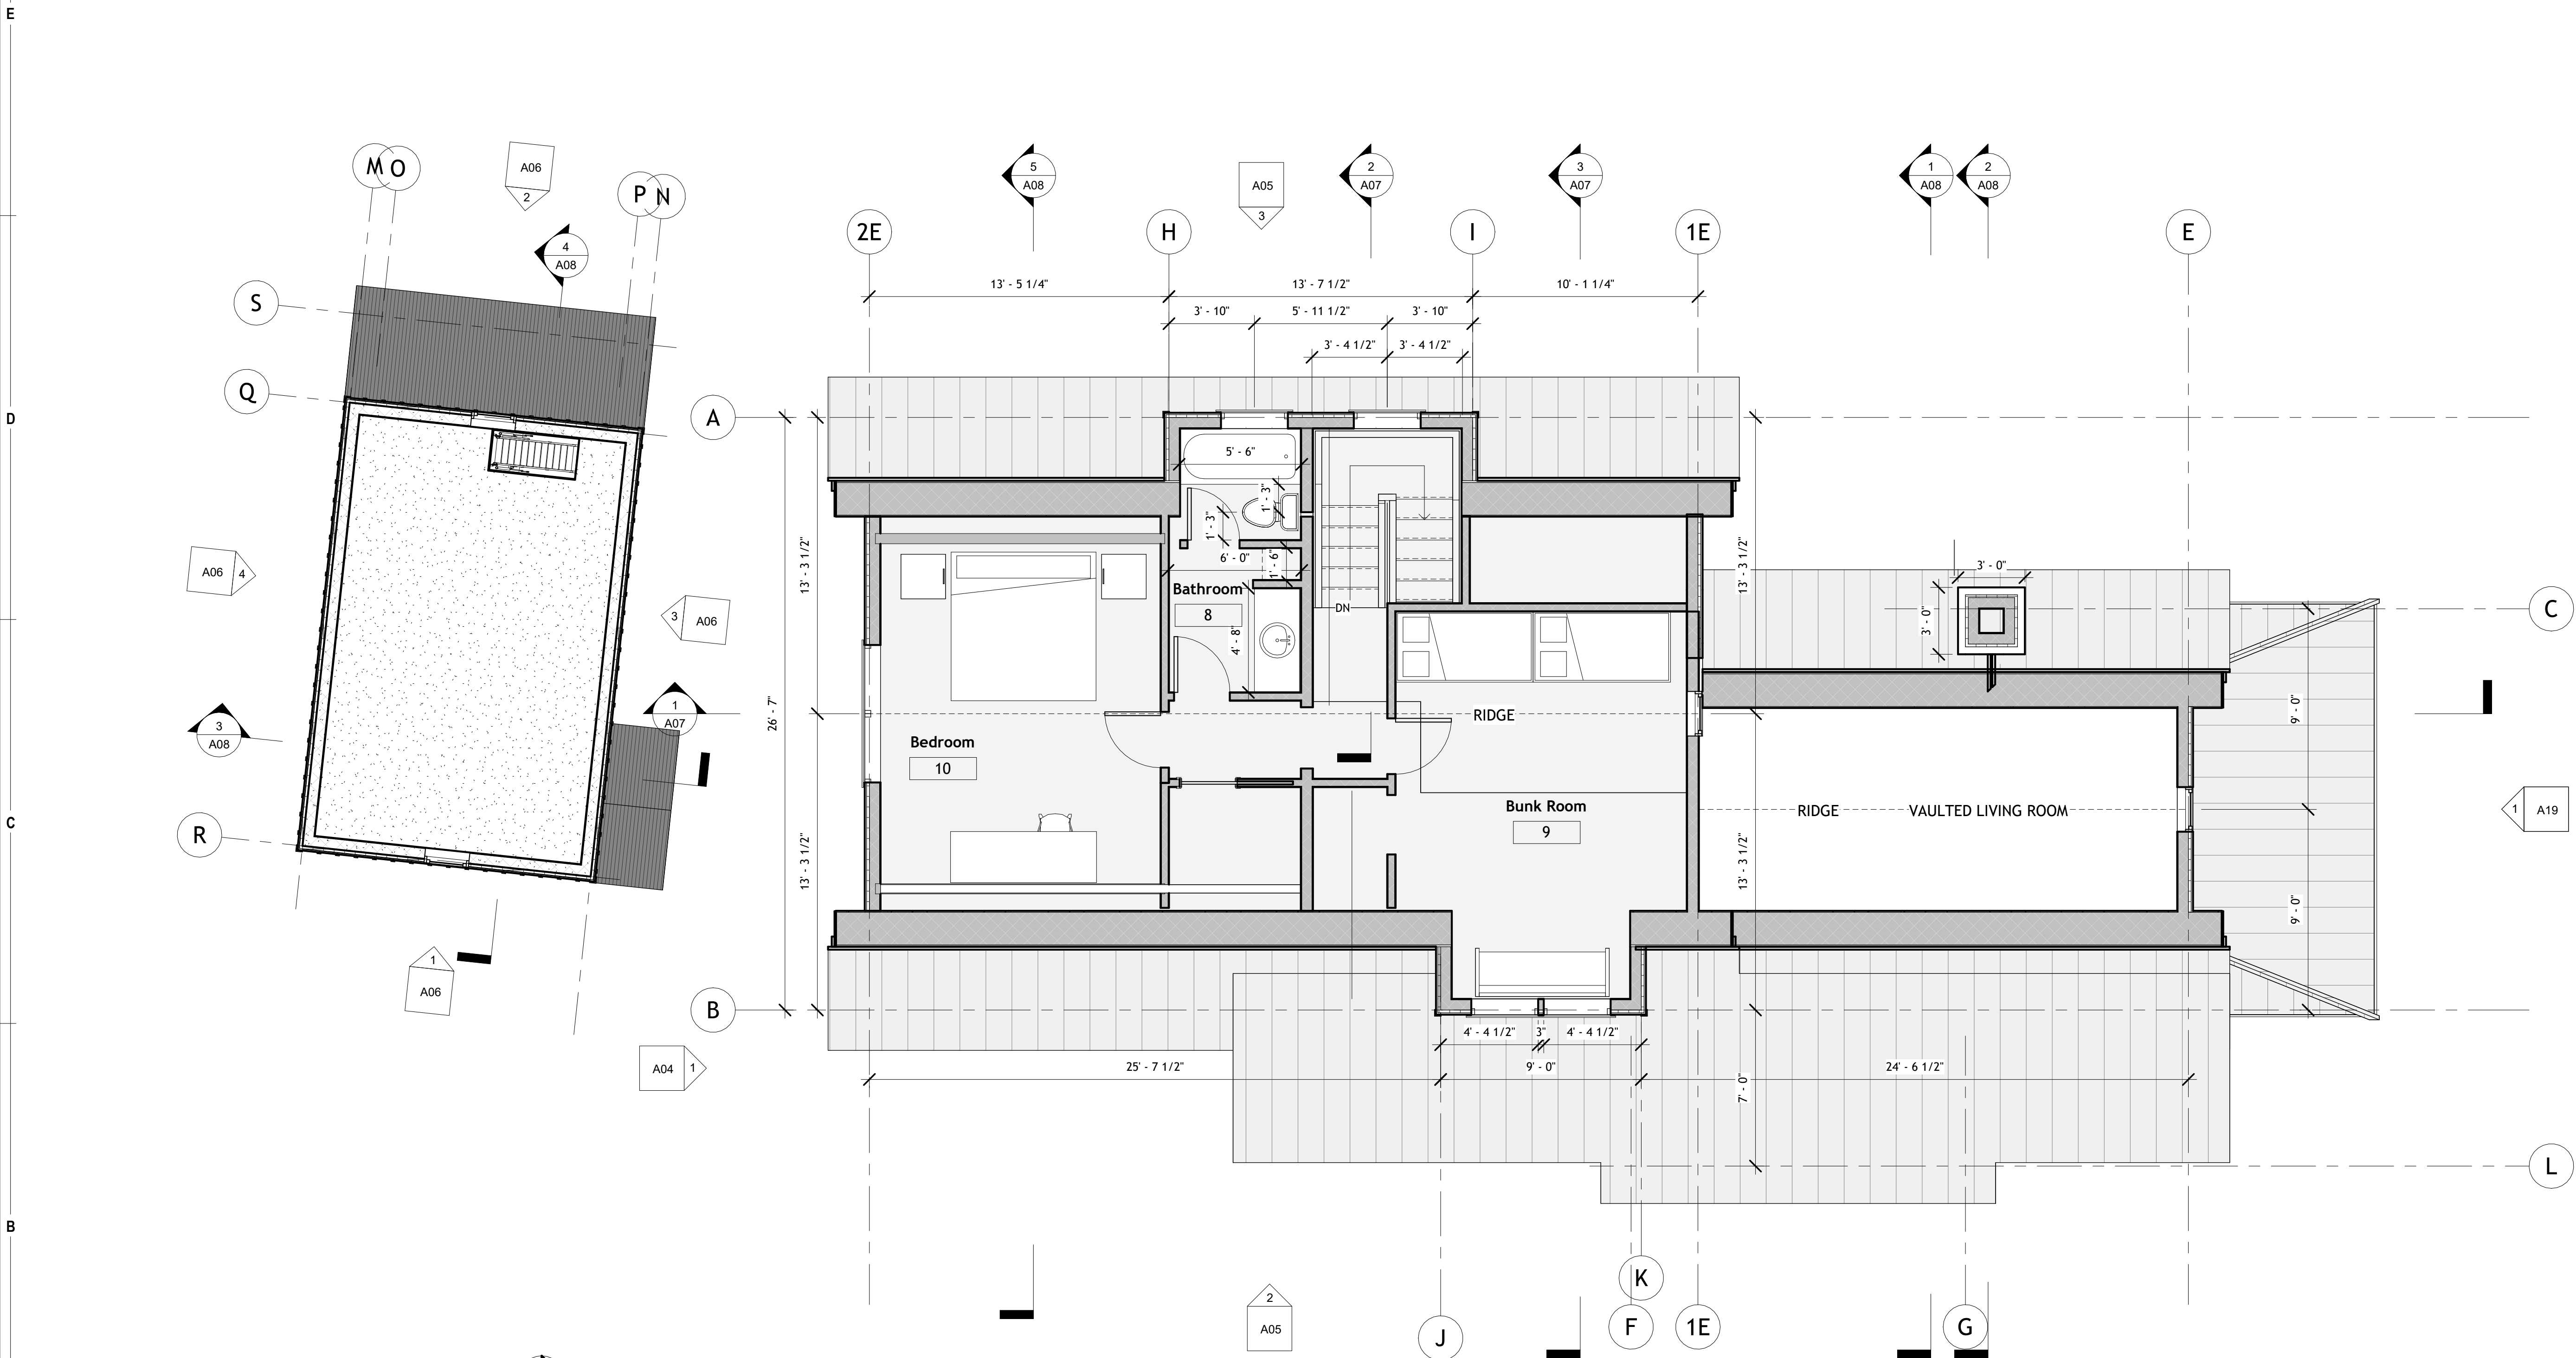 E
D
C
B
M
O
P
N
A06
2
4
A08
S
Q
R
A06
4
3
A06
1
A07
3
A08
1
A06
A04
1
5
A08
A05
3
2
A07
3
A07
1
A08
2
A08
2E
H
I
1E
E
13' - 5 1/4"
13' - 7 1/2"
10' - 1 1/4"
3' - 10"
5' - 11 1/2"
3' - 10"
3' - 4 1/2"
3' - 4 1/2"
A
5' - 6"
1' - 3"
1' - 3"
6' - 0"
1' - 6"
13' - 3 1/2"
13' - 3 1/2"
3' - 0"
3' - 0"
C
Bathroom
8
DN
4' - 8"
26' - 7"
RIDGE
9' - 0"
Bedroom
10
Bunk Room
9
RIDGE
VAULTED LIVING ROOM
1
A19
13' - 3 1/2"
13' - 3 1/2"
9' - 0"
B
4' - 4 1/2"
3"
4' - 4 1/2"
25' - 7 1/2"
9' - 0"
24' - 6 1/2"
7' - 0"
L
K
2
A05
J
F
1E
G